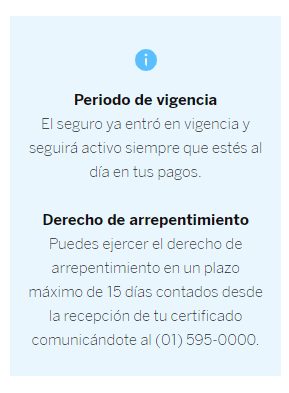 Periodo de vigencia
El seguro ya entró en vigencia y
seguirá activo siempre que estés al
día en tus pagos.
Derecho de arrepentimiento
Puedes ejercer el derecho de
arrepentimiento en un plazo
máximo de 15 días contados desde
la recepción de tu certificado
comunicándote al (01) 595-0000.